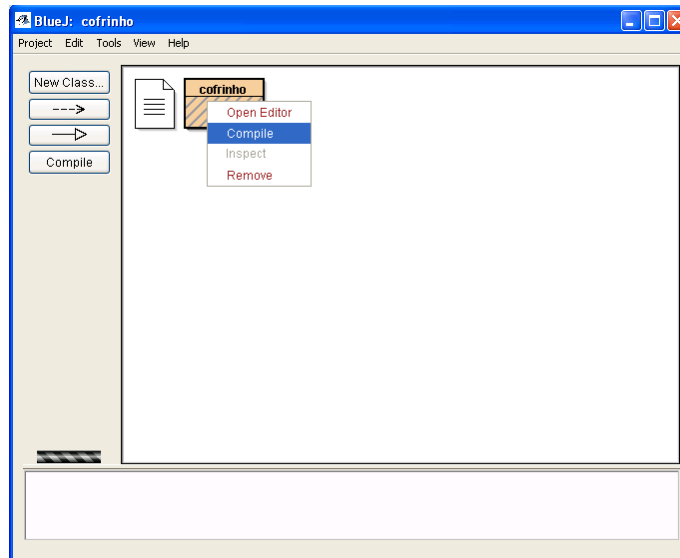 BlueJ: cofrinho
Project Edit Tools View Help
New Class...
cofrinho
Open Editor
Compile
Inspect
Remove
Compile